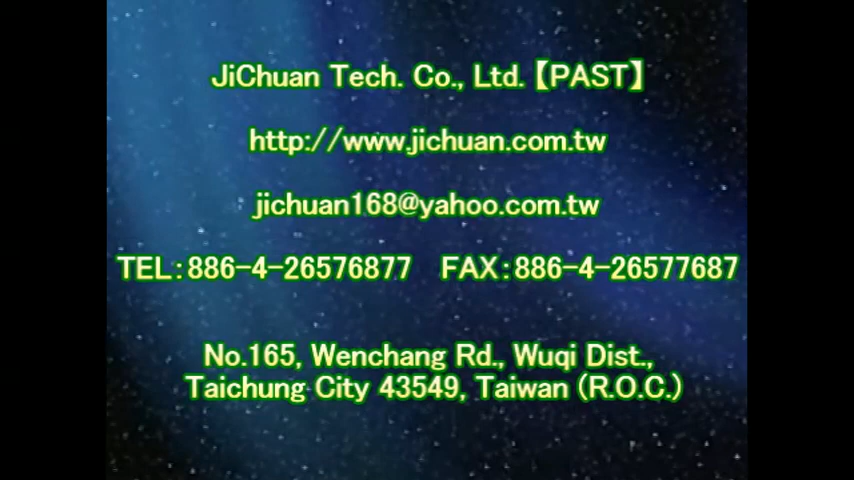 JiChuan Tech. Co., Ltd.【PAST】
http://www.jichuan.com.tw
jichuan168@yahoo.com.tw
TEL:886-4-26576877 FAX:886-4-26577687
No.165, Wenchang Rd., Wuqi Dist.,
Taichung City 43549, Taiwan (R.O.C.)